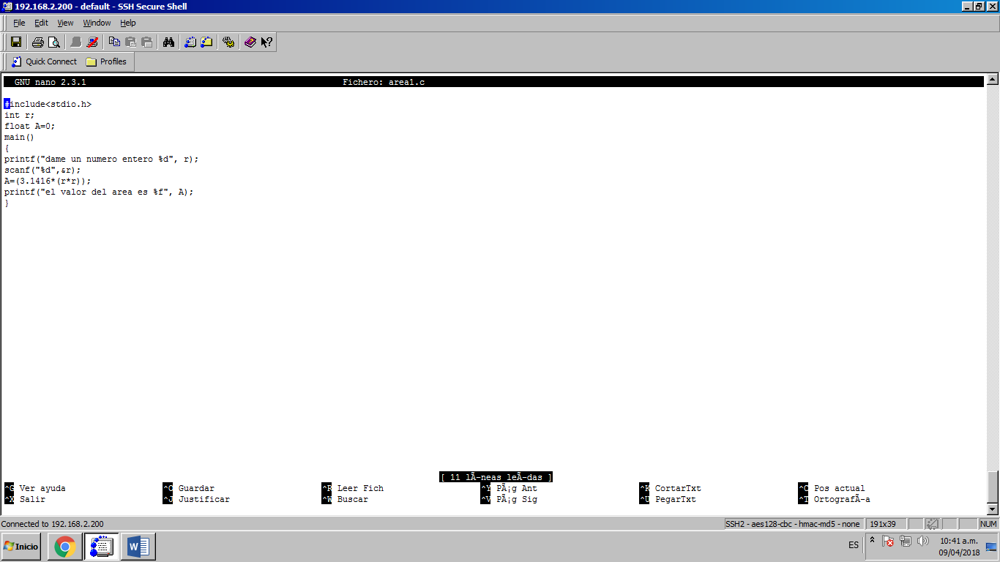 192.168.2.200 - default - SSH Secure Shell
File Edit View Window Help
Quick Connect Profiles
GNU nano 2.3.1 Fichero: area1.c
#include<stdio.h>
int r;
float A=0;
main()
{
printf("dame un numero entero %d", r);
scanf("%d",&r);
A=(3.1416*(r*r));
printf("el valor del area es %f", A);
}
[ 11 lÃ-neas leÃ-das ]
^G Ver ayuda ^O Guardar ^R Leer Fich ^Y PÃ¡g Ant ^K CortarTxt ^C Pos actual
^X Salir ^J Justificar ^W Buscar ^V PÃ¡g Sig ^U PegarTxt ^T OrtografÃ-a
Connected to 192.168.2.200 SSH2 - aes128-cbc - hmac-md5 - none 191x39 NUM
Inicio ES 10:41 a.m.
09/04/2018